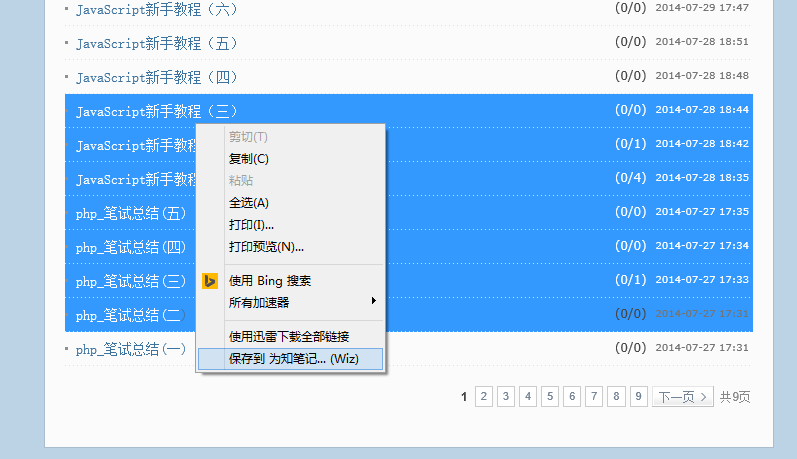 JavaScript新手教程（六） (0/0) 2014-07-29 17:47
JavaScript新手教程（五） (0/0) 2014-07-28 18:51
JavaScript新手教程（四） (0/0) 2014-07-28 18:48
JavaScript新手教程（三） (0/0) 2014-07-28 18:44
JavaScript新手教 (0/1) 2014-07-28 18:42
JavaScript新手教 (0/4) 2014-07-28 18:35
php_笔试总结(五) (0/0) 2014-07-27 17:35
php_笔试总结(四) (0/0) 2014-07-27 17:34
php_笔试总结(三) (0/1) 2014-07-27 17:33
php_笔试总结(二) (0/0) 2014-07-27 17:31
php_笔试总结(一) (0/0) 2014-07-27 17:31
剪切(T)
复制(C)
粘贴
全选(A)
打印(I)...
打印预览(N)...
使用 Bing 搜索
所有加速器
使用迅雷下载全部链接
保存到 为知笔记... (Wiz)
1 2 3 4 5 6 7 8 9 下一页 > 共9页